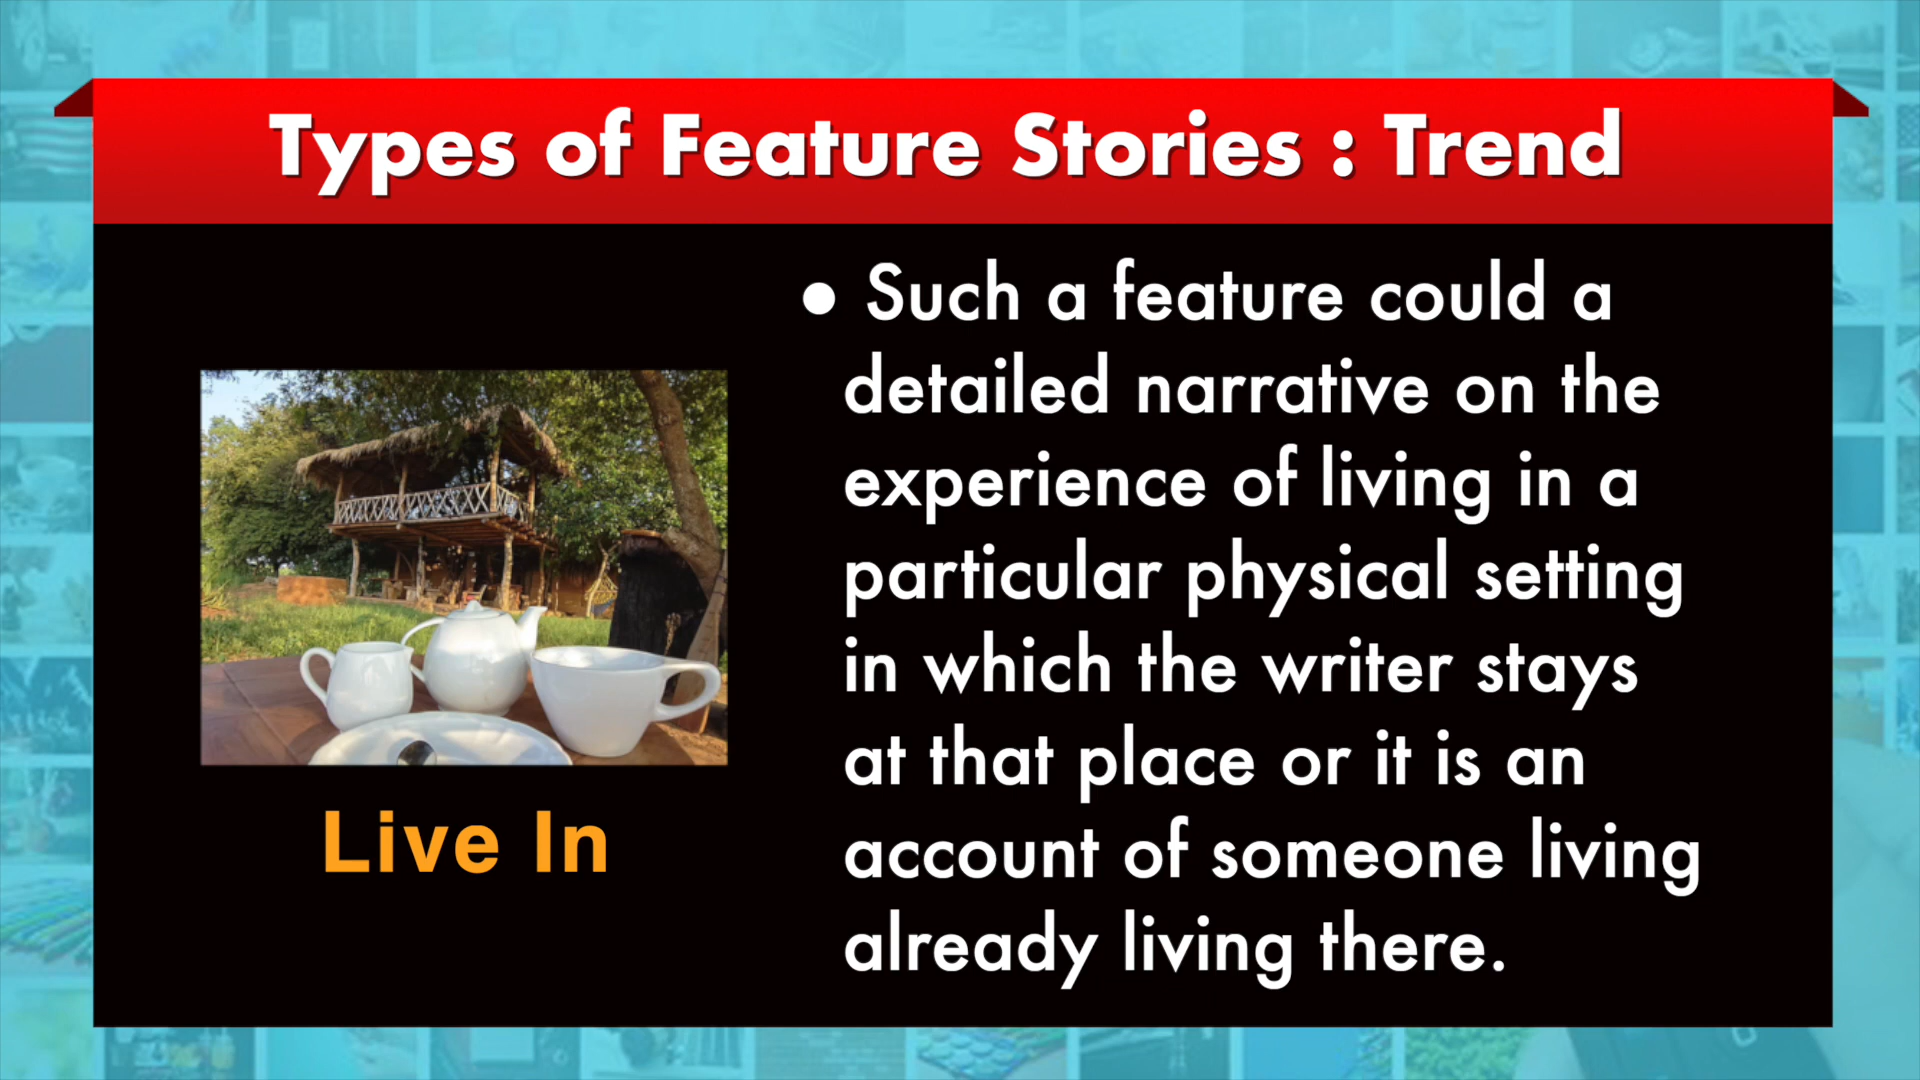 Types of Feature Stories : Trend
• Such a feature could a
detailed narrative on the
experience of living in a
particular physical setting
in which the writer stays
at that place or it is an
account of someone living
already living there.
Live In